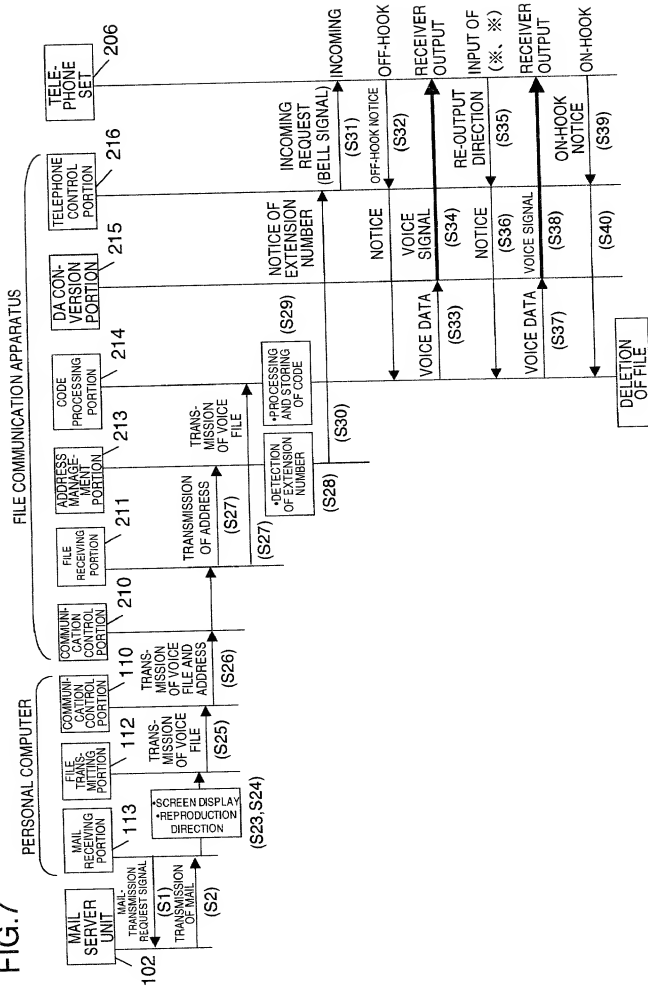 FIG.7
PERSONAL COMPUTER
FILE COMMUNICATION APPARATUS
MAIL
SERVER
UNIT
102
MAIL
RECEIVING
PORTION
113
FILE
TRANS-
MITTING
PORTION
112
COMMUNI-
CATION
CONTROL
PORTION
110
COMMUNI-
CATION
CONTROL
PORTION
210
FILE
RECEIVING
PORTION
211
ADDRESS
MANAGE-
MENT
PORTION
213
CODE
PROCESSING
PORTION
214
DA CON-
VERSION
PORTION
215
TELEPHONE
CONTROL
PORTION
216
TELE-
PHONE
SET
206
MAIL-
TRANSMISSION
REQUEST SIGNAL
(S1)
TRANSMISSION
OF MAIL
(S2)
•SCREEN DISPLAY
•REPRODUCTION
DIRECTION
(S23,S24)
TRANS-
MISSION
OF VOICE
FILE
(S25)
TRANS-
MISSION
OF VOICE
FILE AND
ADDRESS
(S26)
TRANSMISSION
OF ADDRESS
(S27)
TRANS-
MISSION
OF VOICE
FILE
(S27)
•DETECTION
OF EXTENSION
NUMBER
(S28)
•PROCESSING
AND STORING
OF CODE
(S29)
NOTICE OF
EXTENSION
NUMBER
(S30)
INCOMING
REQUEST
(BELL SIGNAL)
(S31)
INCOMING
OFF-HOOK NOTICE
(S32)
OFF-HOOK
NOTICE
VOICE DATA
(S33)
VOICE
SIGNAL
(S34)
RECEIVER
OUTPUT
RE-OUTPUT
DIRECTION
(S35)
INPUT OF
(※, ※)
NOTICE
(S36)
VOICE DATA
(S37)
VOICE SIGNAL
(S38)
RECEIVER
OUTPUT
ON-HOOK
NOTICE
(S39)
ON-HOOK
(S40)
DELETION
OF FILE